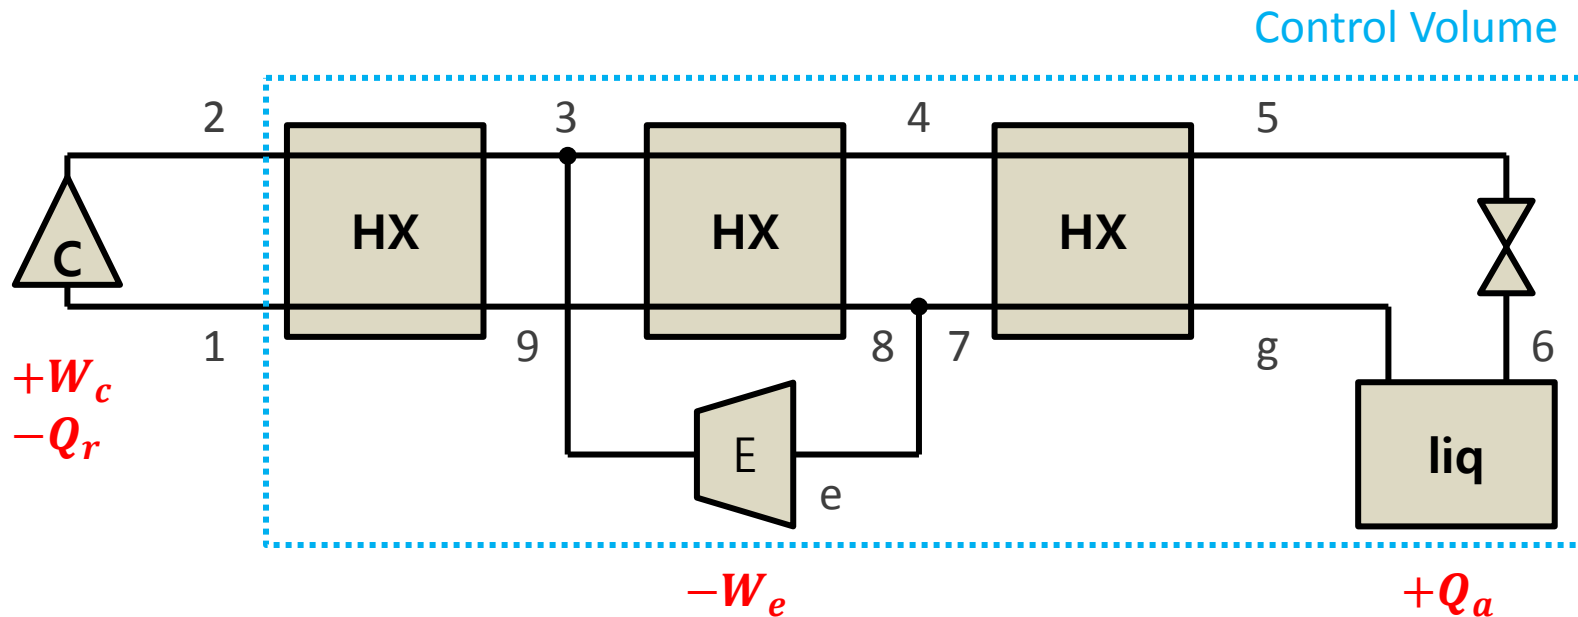 Control Volume
2 3 4 5
HX HX HX
C
1 9 8 7 g 6
+W_c
−Q_r
E
e
liq
−W_e
+Q_a